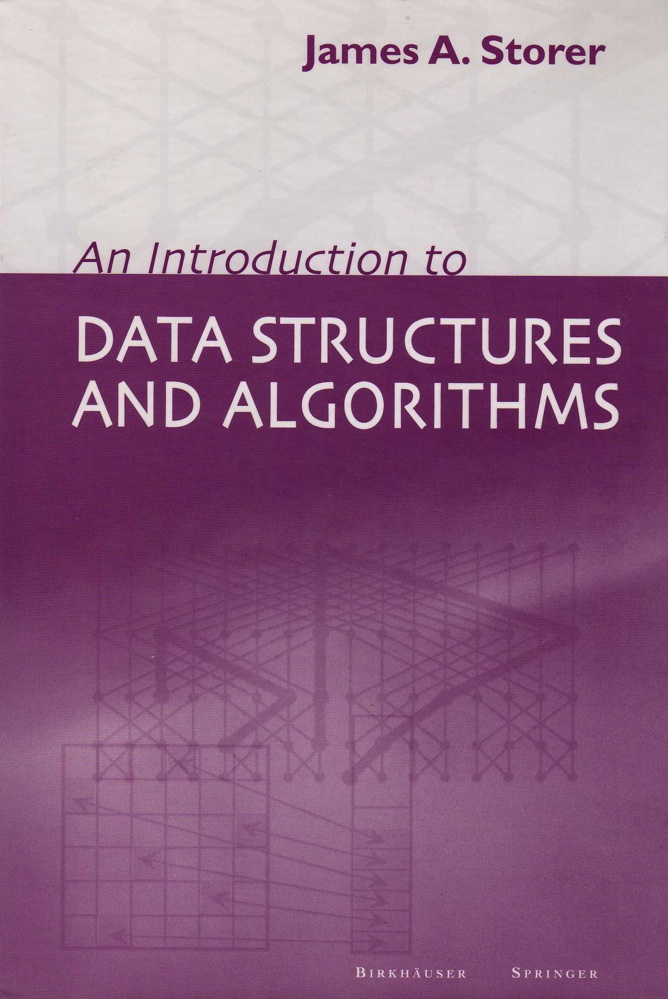 James A. Storer
An Introduction to
DATA STRUCTURES
AND ALGORITHMS
BIRKHÄUSER SPRINGER